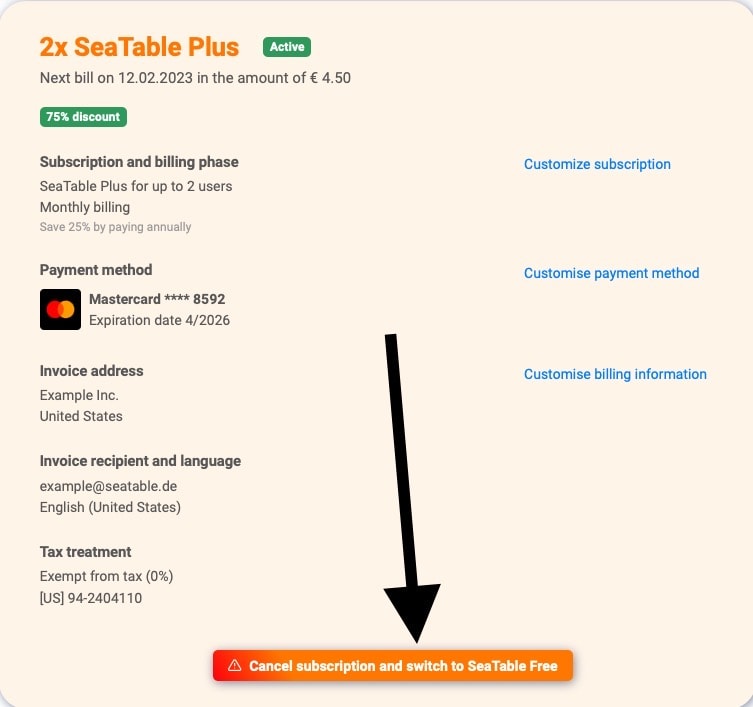 2x SeaTable Plus Active
Next bill on 12.02.2023 in the amount of € 4.50
75% discount
Subscription and billing phase
Customize subscription
SeaTable Plus for up to 2 users
Monthly billing
Save 25% by paying annually
Payment method
Customise payment method
Mastercard **** 8592
Expiration date 4/2026
Invoice address
Customise billing information
Example Inc.
United States
Invoice recipient and language
example@seatable.de
English (United States)
Tax treatment
Exempt from tax (0%)
[US] 94-2404110
Cancel subscription and switch to SeaTable Free